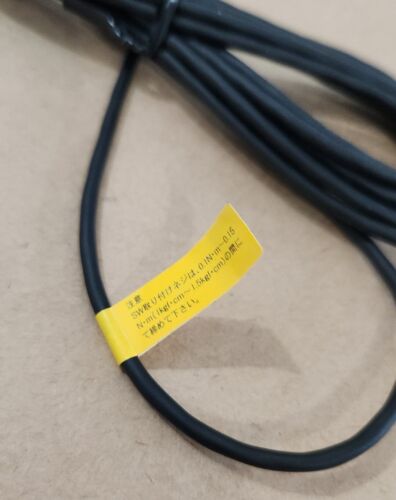 注意
SW取り付けネジは、0.1N・m～0.15
N・m(1kgf・cm～1.5kgf・cm)の間に
て締めて下さい。